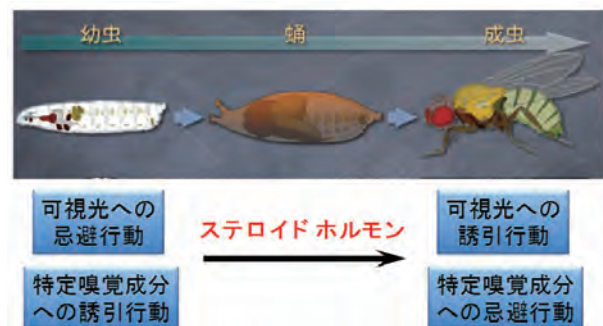 幼虫
蛹
成虫
可視光への
忌避行動
ステロイド ホルモン
可視光への
誘引行動
特定嗅覚成分
への誘引行動
特定嗅覚成分
への忌避行動